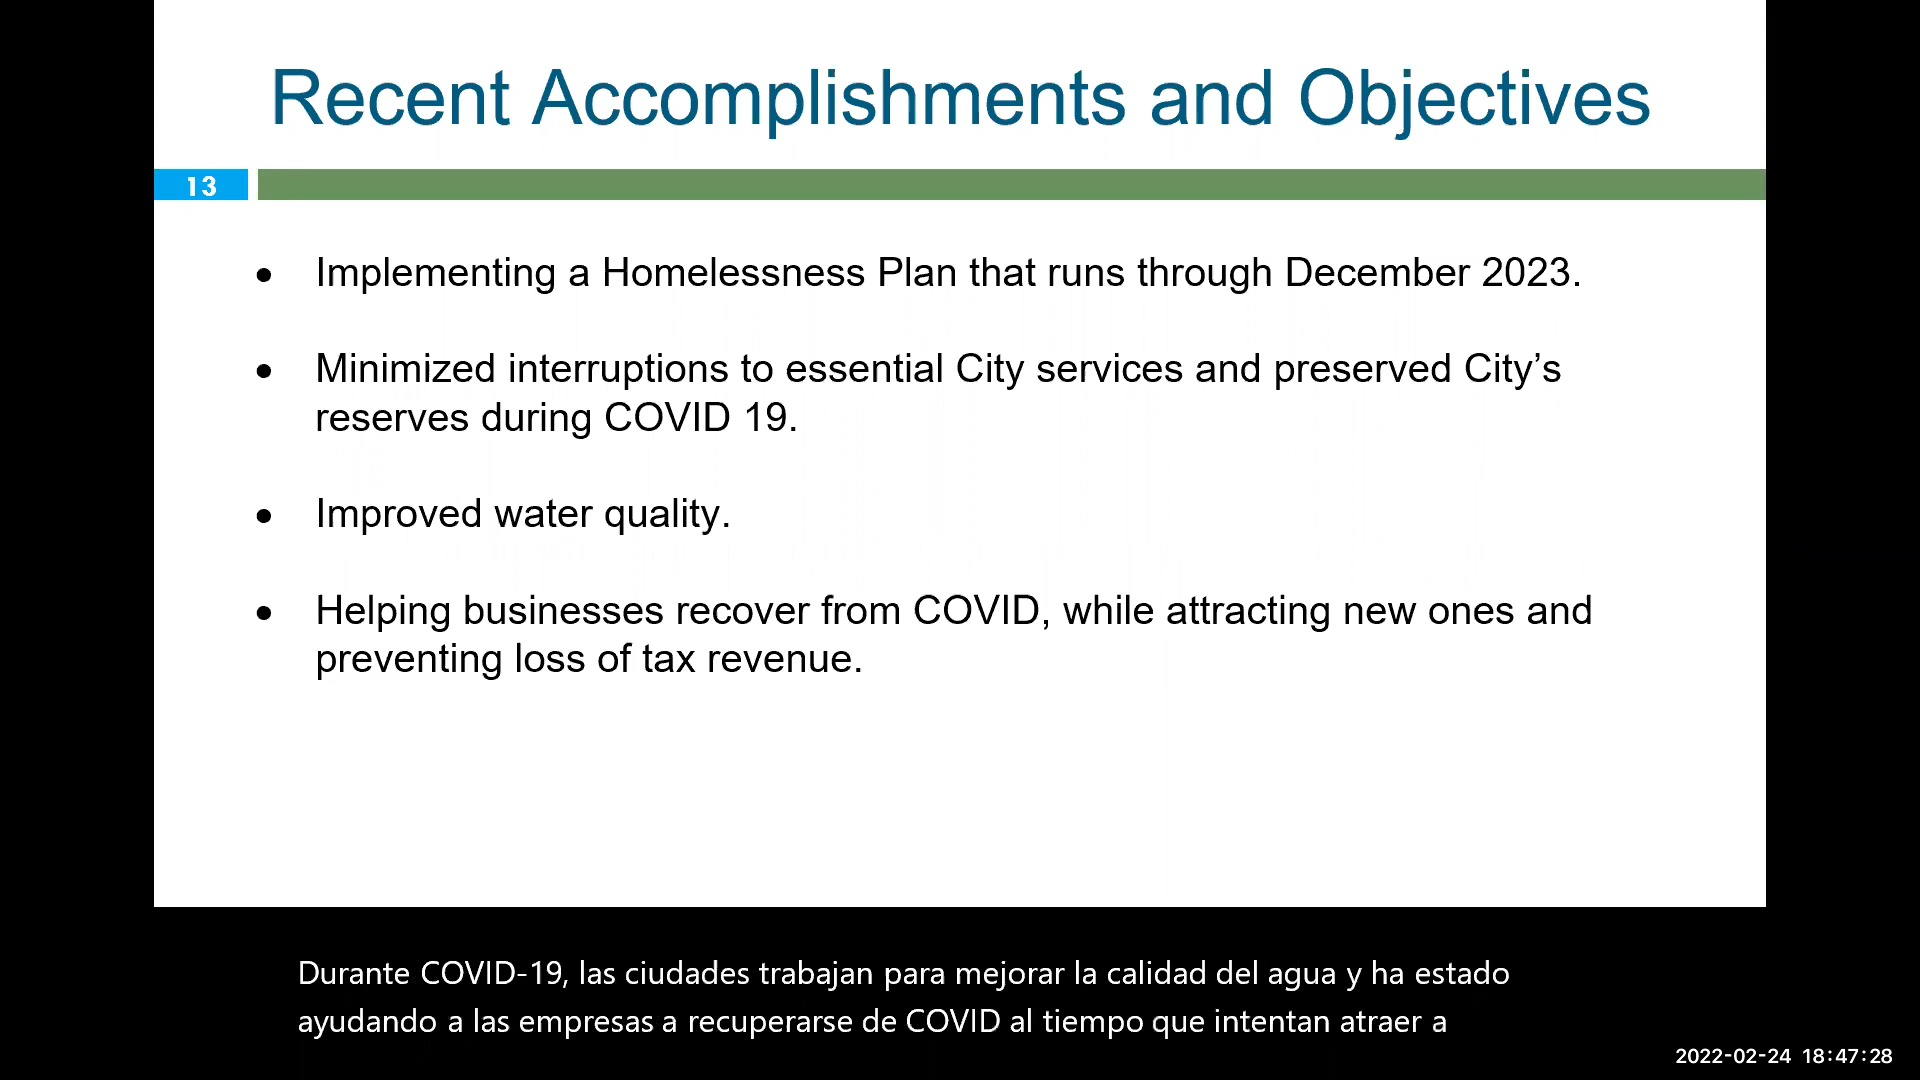 Recent Accomplishments and Objectives
13
• Implementing a Homelessness Plan that runs through December 2023.
• Minimized interruptions to essential City services and preserved City’s
reserves during COVID 19.
• Improved water quality.
• Helping businesses recover from COVID, while attracting new ones and
preventing loss of tax revenue.
Durante COVID-19, las ciudades trabajan para mejorar la calidad del agua y ha estado
ayudando a las empresas a recuperarse de COVID al tiempo que intentan atraer a
2022-02-24 18:47:28